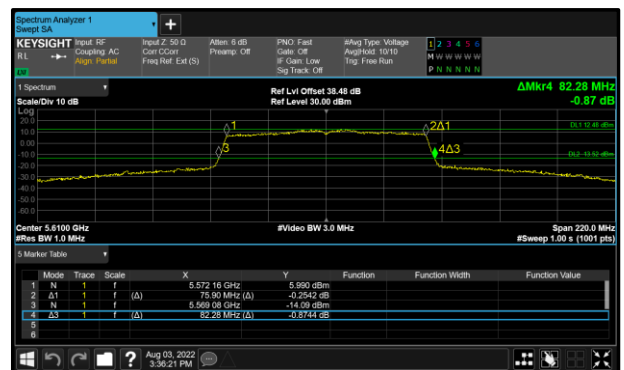 Spectrum Analyzer 1
Swept SA
+
KEYSIGHT Input: RF Input Z: 50 Ω Atten: 6 dB PNO: Fast #Avg Type: Voltage 1 2 3 4 5 6
RL Coupling: AC Corr CCorr Preamp: Off Gate: Off Avg|Hold: 10/10 M W W W W W
Align: Partial Freq Ref: Ext (S) IF Gain: Low Trig: Free Run
Sig Track: Off P N N N N N
LW
1 Spectrum Ref Lvl Offset 38.48 dB ΔMkr4 82.28 MHz
Scale/Div 10 dB Ref Level 30.00 dBm -0.87 dB
Log
20.0 1 2Δ1 DL1 12.48 dBm
10.0
0.00
-10.0 3 4Δ3 DL2 -13.52 dBm
-20.0
-30.0
-40.0
-50.0
-60.0
Center 5.6100 GHz #Video BW 3.0 MHz Span 220.0 MHz
#Res BW 1.0 MHz #Sweep 1.00 s (1001 pts)
5 Marker Table
Mode Trace Scale X Y Function Function Width Function Value
1 N 1 f 5.572 16 GHz 5.990 dBm
2 Δ1 1 f (Δ) 75.90 MHz (Δ) -0.2542 dB
3 N 1 f 5.569 08 GHz -14.09 dBm
4 Δ3 1 f (Δ) 82.28 MHz (Δ) -0.8744 dB
5
6
? Aug 03, 2022
3:36:21 PM